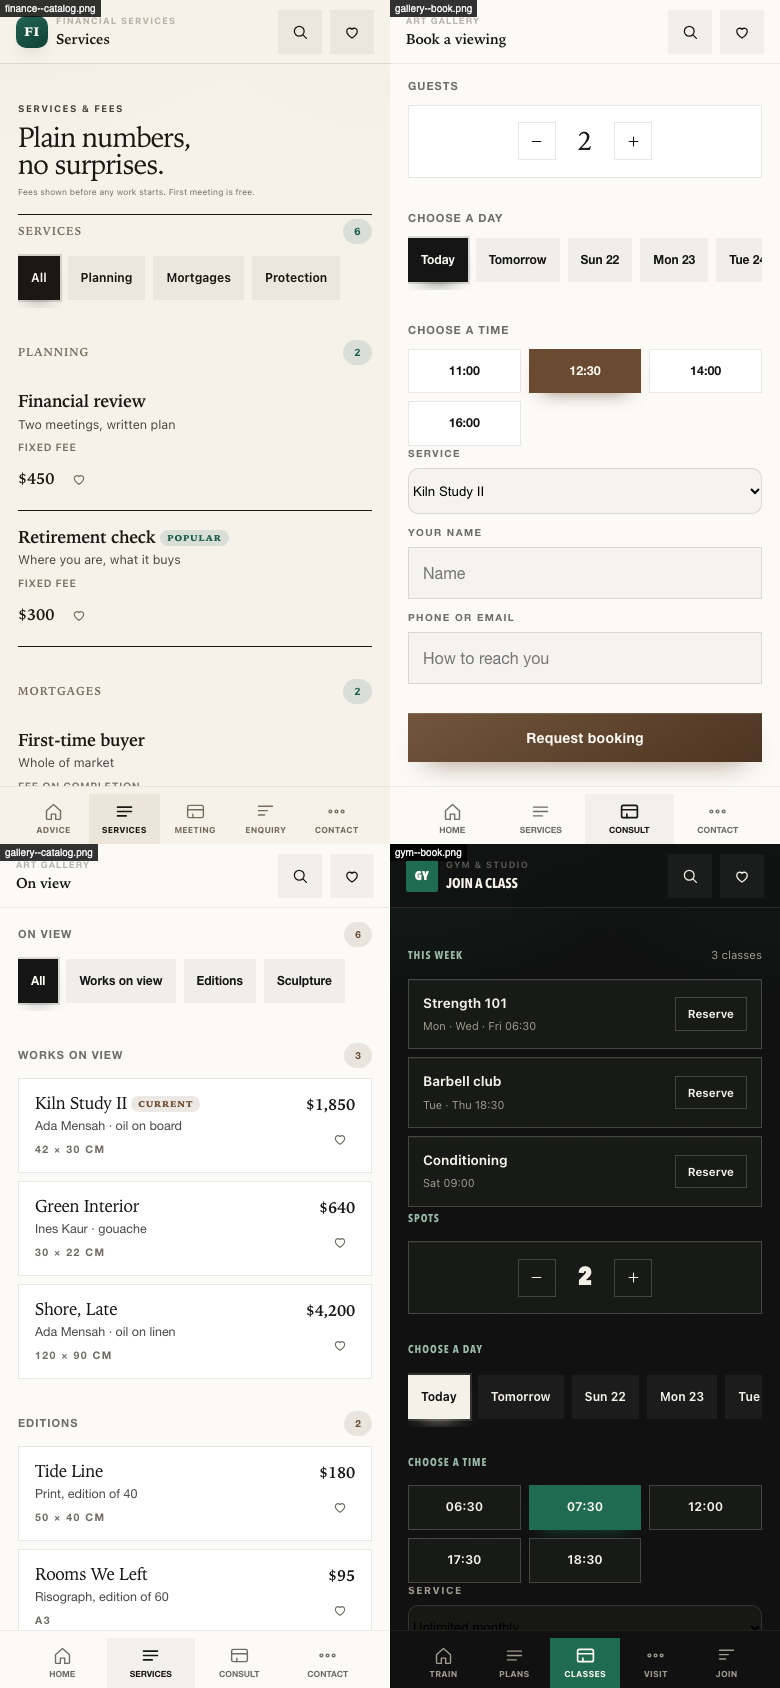 finance--catalog.png
FINANCIAL SERVICES
FI
Services
SERVICES & FEES
Plain numbers,
no surprises.
Fees shown before any work starts. First meeting is free.
SERVICES
6
All
Planning
Mortgages
Protection
PLANNING
2
Financial review
Two meetings, written plan
FIXED FEE
$450
Retirement check POPULAR
Where you are, what it buys
FIXED FEE
$300
MORTGAGES
2
First-time buyer
Whole of market
FEE ON COMPLETION
ADVICE
SERVICES
MEETING
ENQUIRY
CONTACT
gallery--book.png
ART GALLERY
Book a viewing
GUESTS
− 2 +
CHOOSE A DAY
Today
Tomorrow
Sun 22
Mon 23
Tue 24
CHOOSE A TIME
11:00
12:30
14:00
16:00
SERVICE
Kiln Study II
YOUR NAME
Name
PHONE OR EMAIL
How to reach you
Request booking
HOME
SERVICES
CONSULT
CONTACT
gallery--catalog.png
ART GALLERY
On view
ON VIEW
6
All
Works on view
Editions
Sculpture
WORKS ON VIEW
3
Kiln Study II CURRENT
$1,850
Ada Mensah · oil on board
42 × 30 CM
Green Interior
$640
Ines Kaur · gouache
30 × 22 CM
Shore, Late
$4,200
Ada Mensah · oil on linen
120 × 90 CM
EDITIONS
2
Tide Line
$180
Print, edition of 40
50 × 40 CM
Rooms We Left
$95
Risograph, edition of 60
A3
HOME
SERVICES
CONSULT
CONTACT
gym--book.png
GYM & STUDIO
GY
JOIN A CLASS
THIS WEEK
3 classes
Strength 101
Mon · Wed · Fri 06:30
Reserve
Barbell club
Tue · Thu 18:30
Reserve
Conditioning
Sat 09:00
Reserve
SPOTS
− 2 +
CHOOSE A DAY
Today
Tomorrow
Sun 22
Mon 23
Tue
CHOOSE A TIME
06:30
07:30
12:00
17:30
18:30
SERVICE
Unlimited monthly
TRAIN
PLANS
CLASSES
VISIT
JOIN